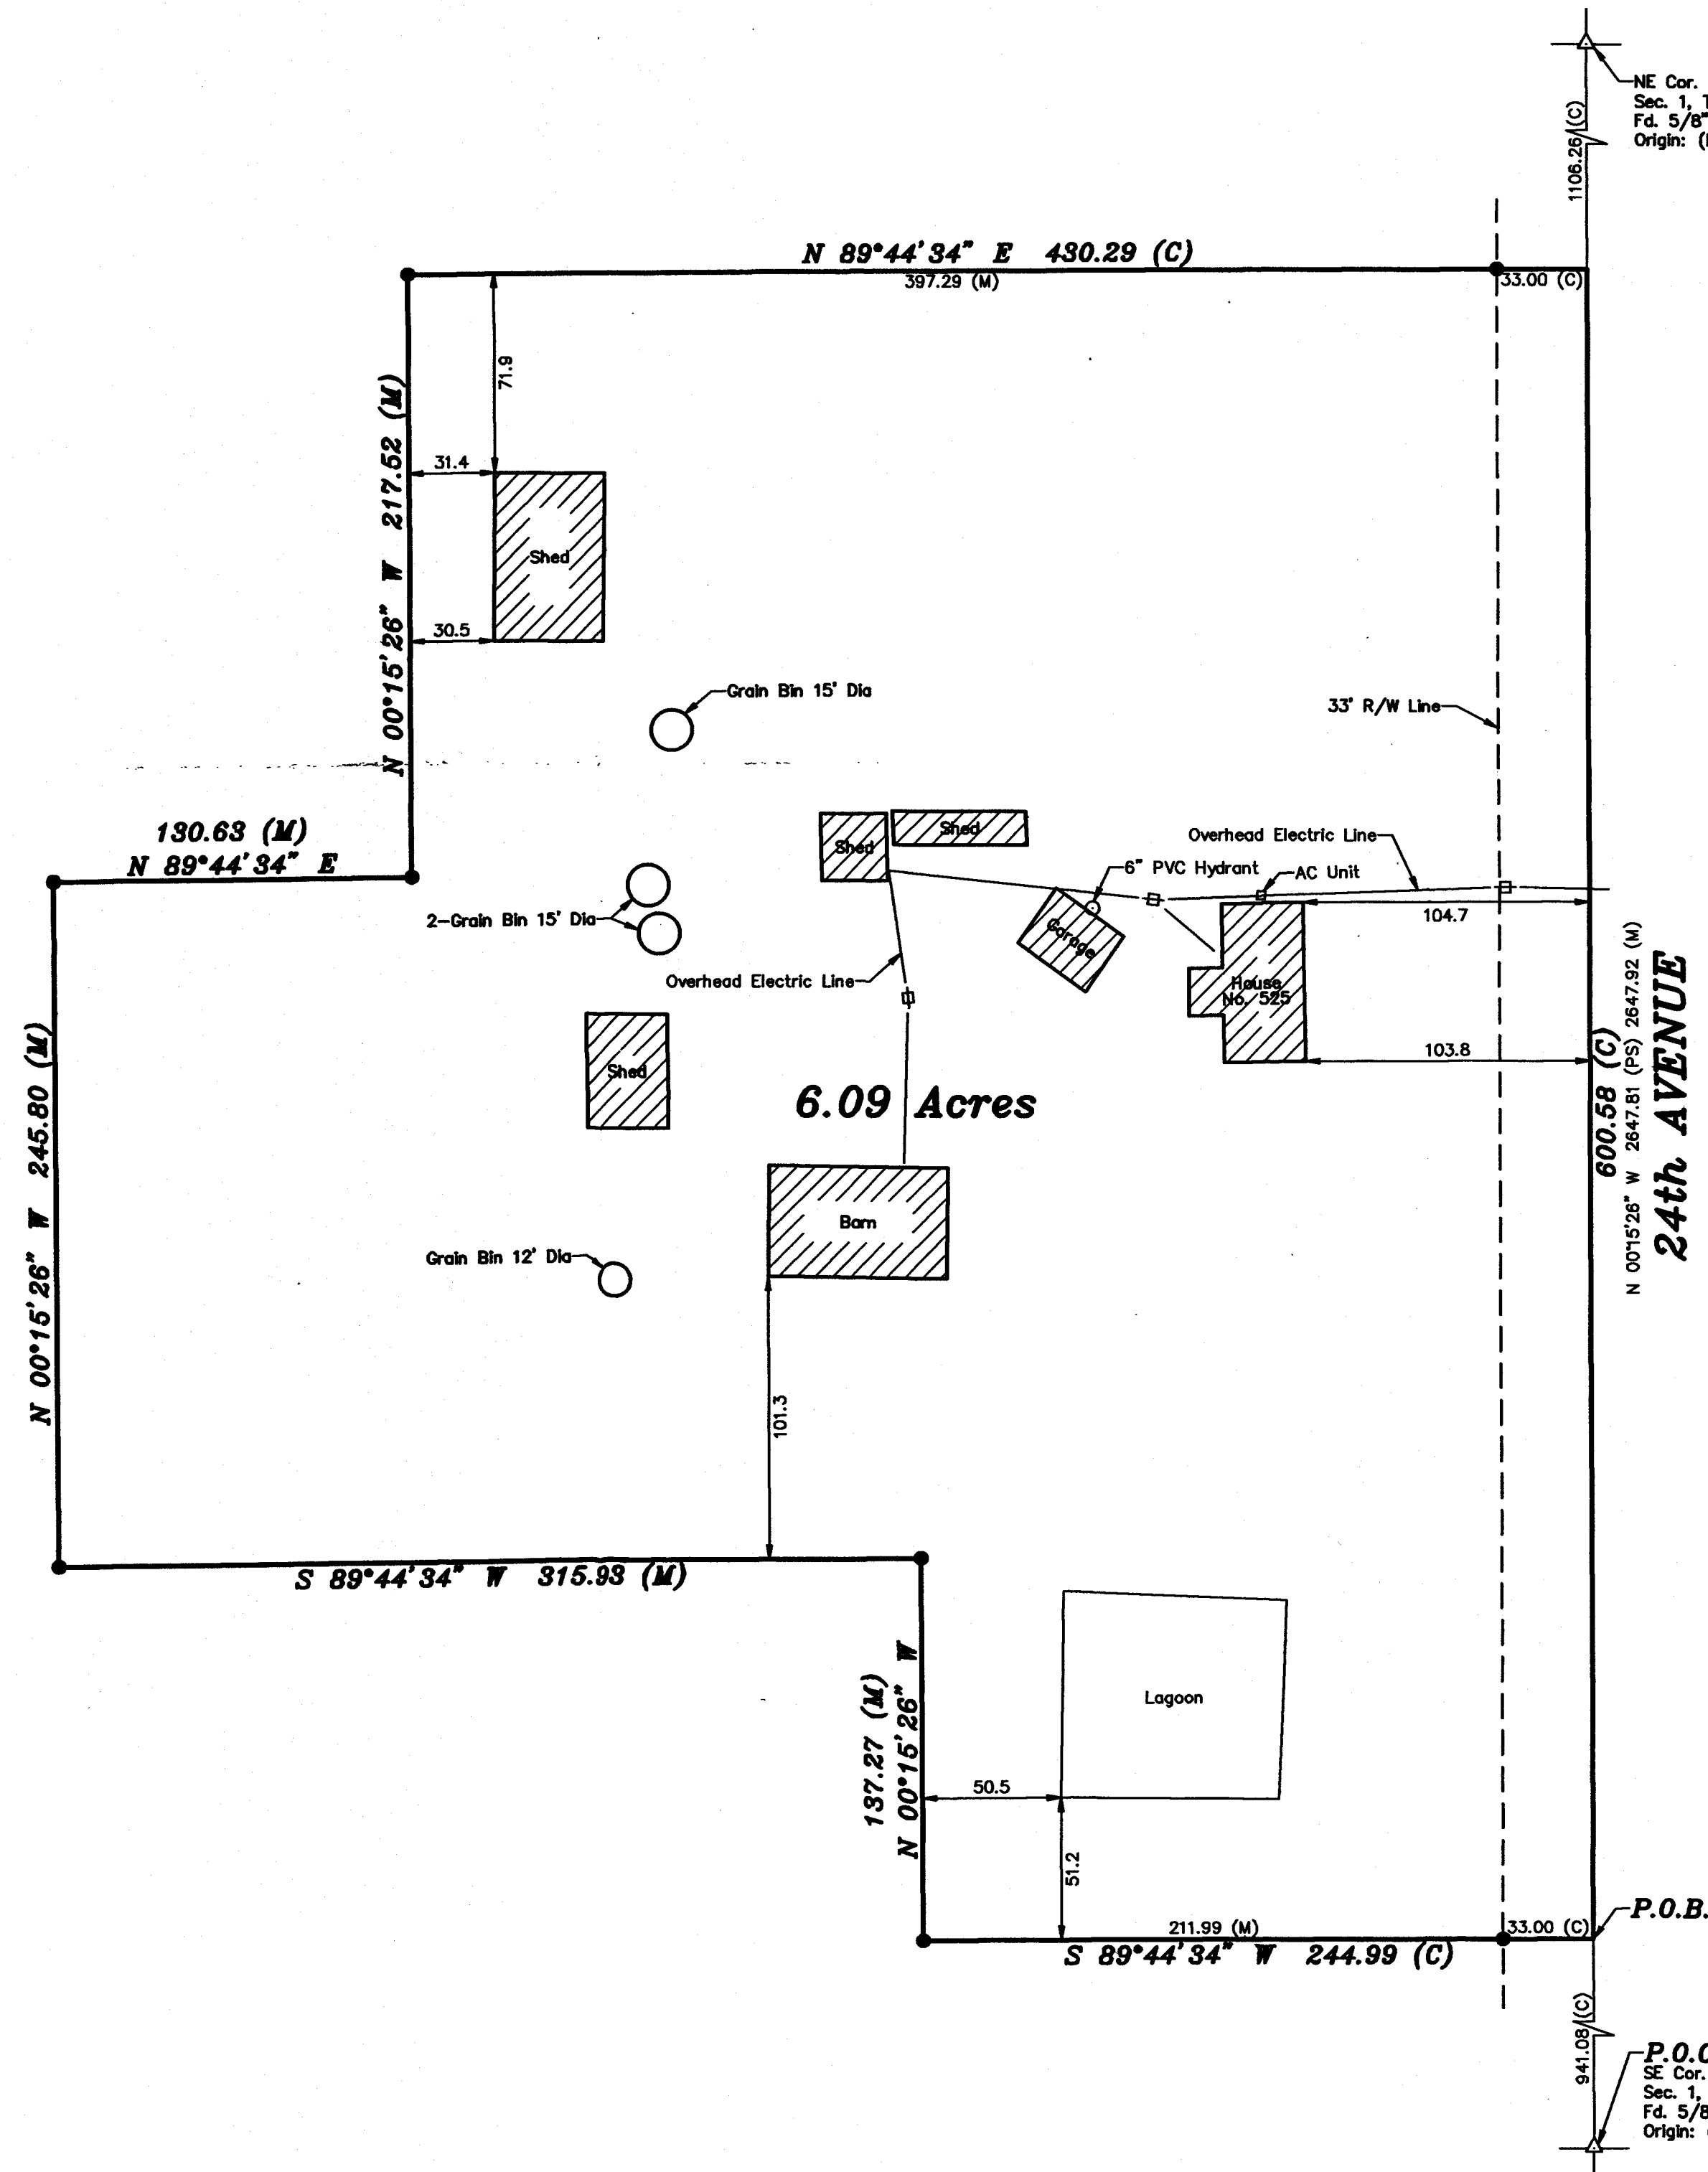 NE Cor.
Sec. 1,
Fd. 5/8"
Origin:
1106.26 (C)
N 89°44'34" E 430.29 (C)
397.29 (M)
33.00 (C)
71.9
N 00°15'26" W 217.52 (M)
31.4
Shed
30.5
Grain Bin 15' Dia
33' R/W Line
130.63 (M)
N 89°44'34" E
Shed
Shed
Overhead Electric Line
6" PVC Hydrant
AC Unit
2-Grain Bin 15' Dia
104.7
Garage
Overhead Electric Line
House
No. 525
103.8
Shed
6.09 Acres
600.58 (C)
N 00°15'26" W 2647.81 (PS) 2647.92 (M)
24th AVENUE
N 00°15'26" W 245.80 (M)
Barn
Grain Bin 12' Dia
101.3
S 89°44'34" W 315.93 (M)
137.27 (M)
N 00°15'26" W
Lagoon
50.5
51.2
211.99 (M)
33.00 (C)
P.O.B.
S 89°44'34" W 244.99 (C)
941.08 (C)
P.O.C
SE Cor.
Sec. 1,
Fd. 5/8
Origin: